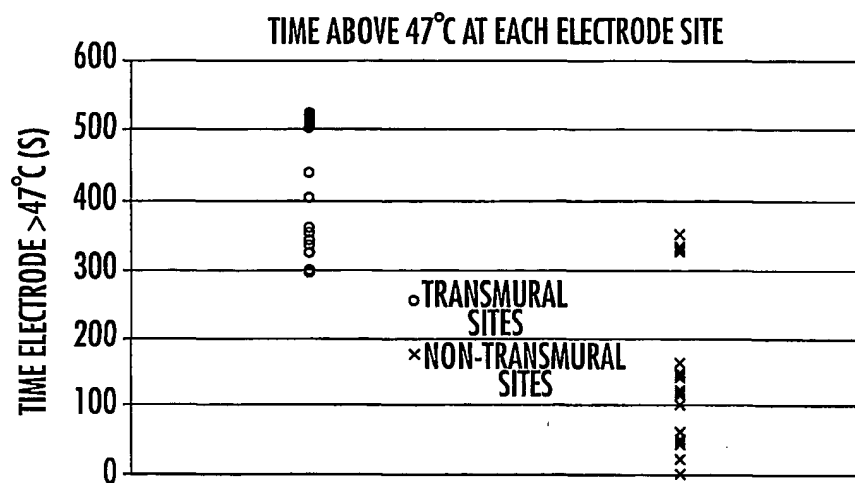 TIME ABOVE 47°C AT EACH ELECTRODE SITE
TIME ELECTRODE >47°C (S)
600
500
400
300
200
100
0
TRANSMURAL
SITES
NON-TRANSMURAL
SITES